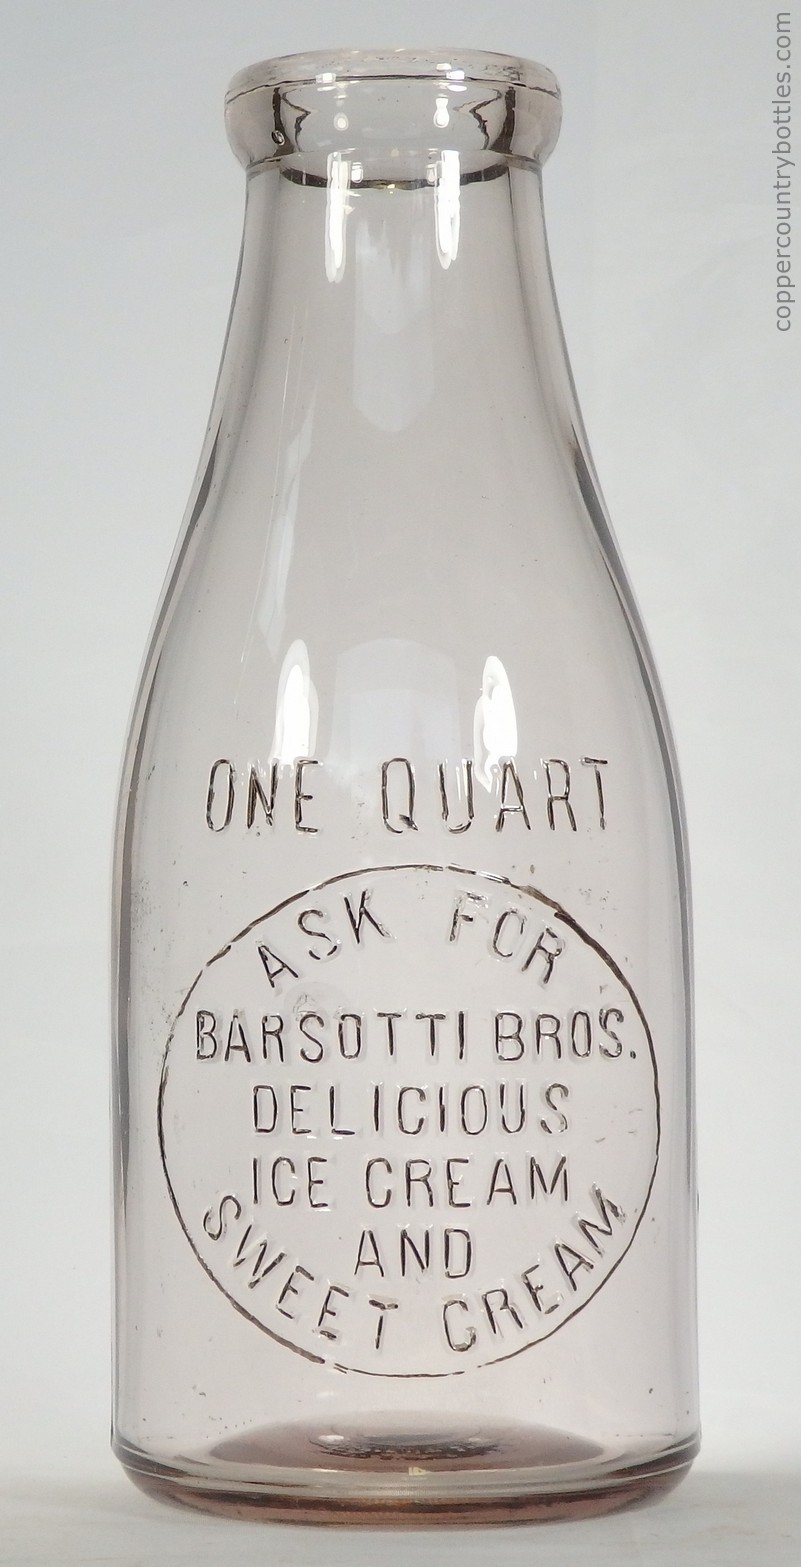 coppercountrybottles.com
ONE QUART
ASK FOR
BARSOTTI BROS.
DELICIOUS
ICE CREAM
AND
SWEET CREAM